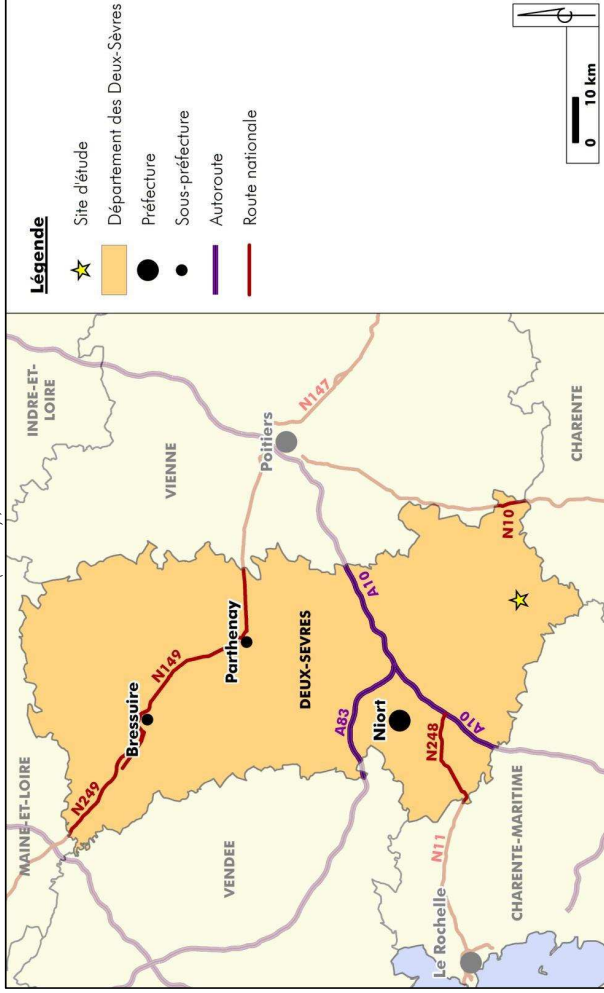 Légende
Site d'étude
Département des Deux-Sèvres
Préfecture
Sous-préfecture
Autoroute
Route nationale
0 10 km
INDRE-ET-
LOIRE
MAINE-ET-LOIRE
VIENNE
N249
Bressuire
N149
Parthenay
Poitiers
N147
VENDEE
DEUX-SEVRES
A83
A10
Niort
N248
A10
N11
N10
Le Rochelle
CHARENTE-MARITIME
CHARENTE